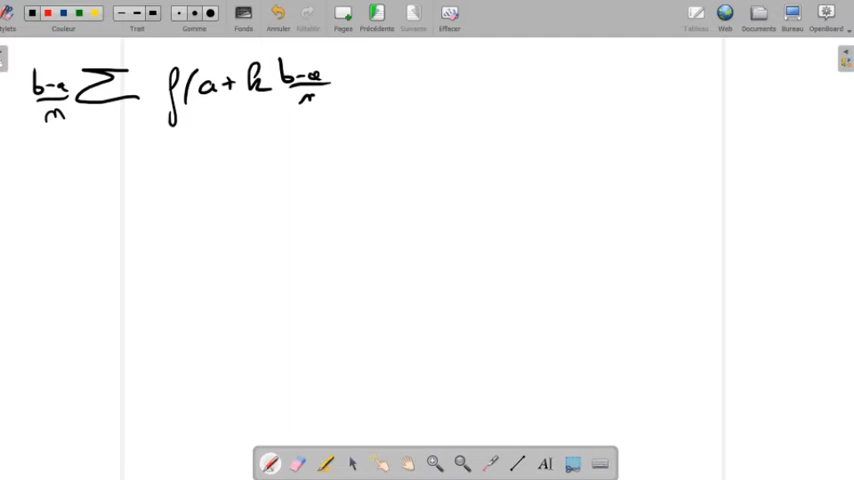 Stylets Couleur Trait Gomme Fonds Annuler Rétablir Pages Précédente Suivante Effacer Tableau Web Documents Bureau OpenBoard
b-a/n Σ f(a + k b-a/n